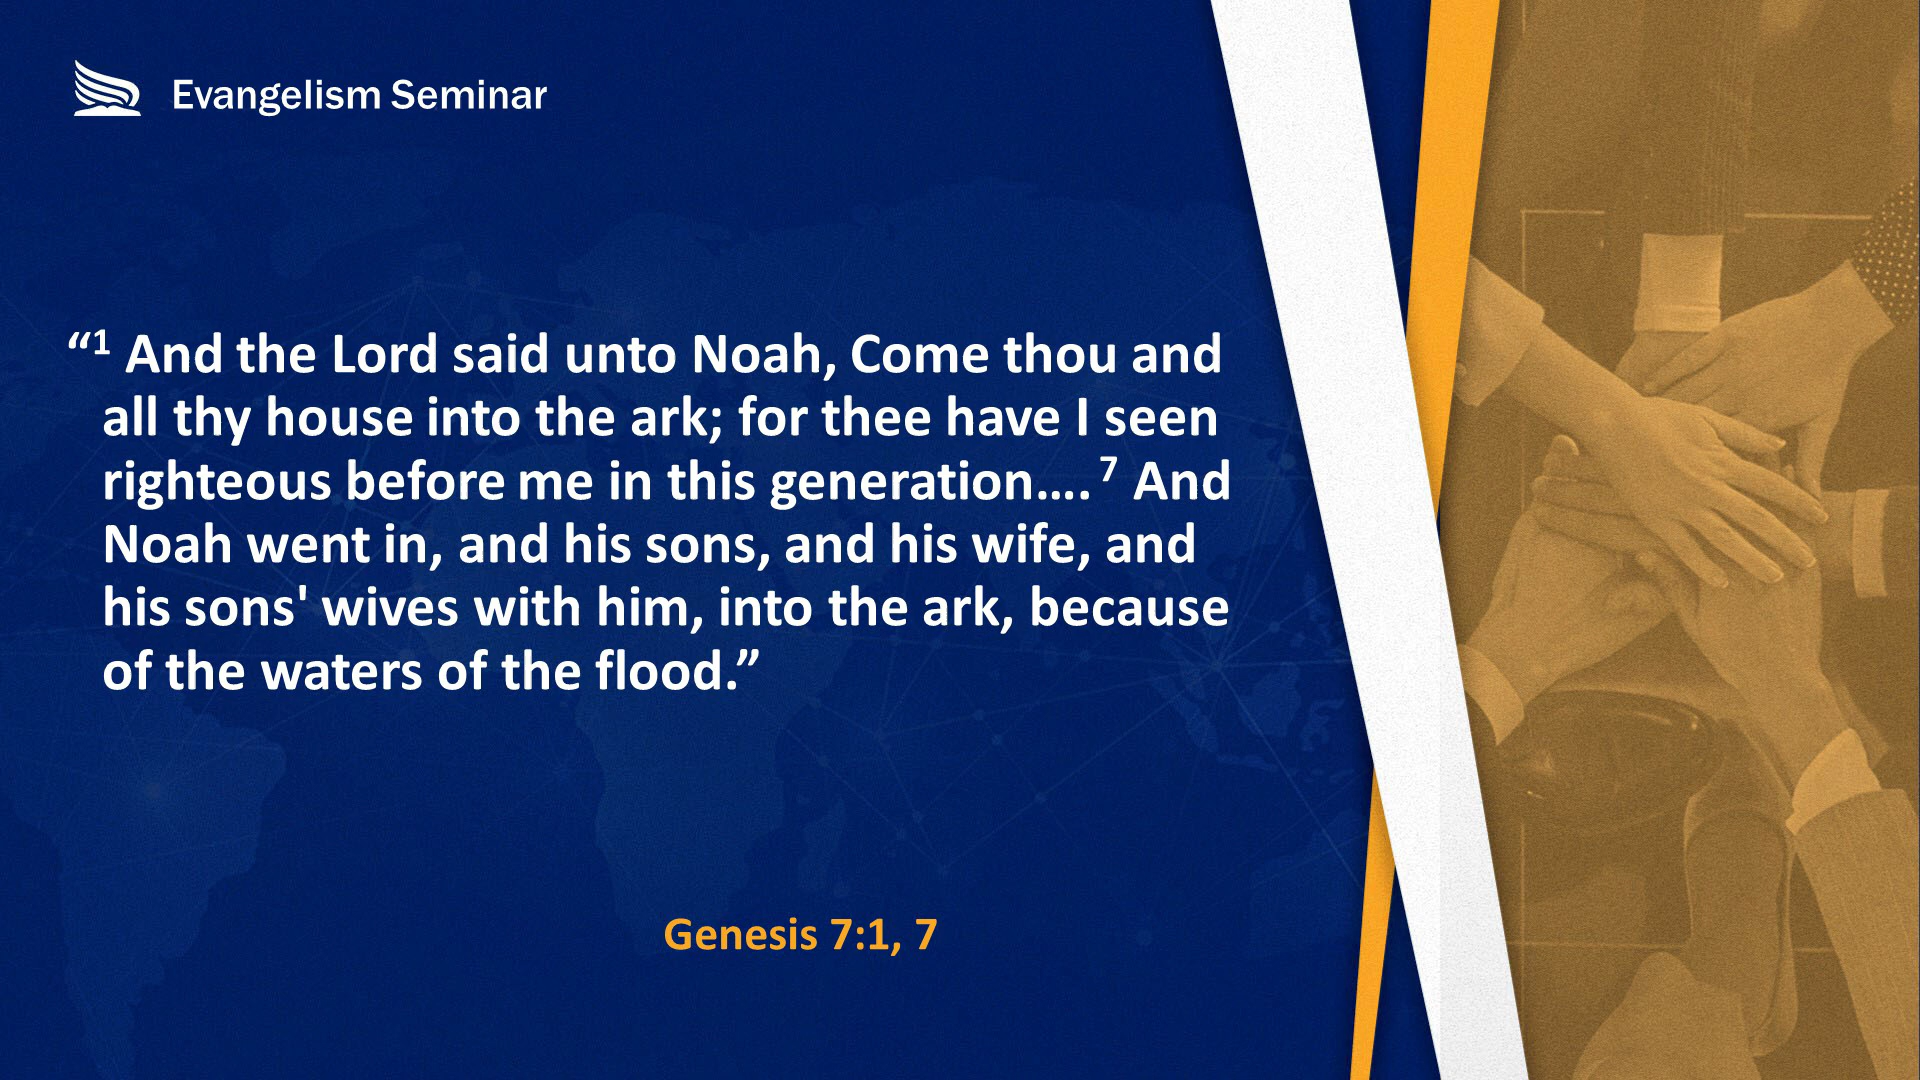 Evangelism Seminar
“1 And the Lord said unto Noah, Come thou and
all thy house into the ark; for thee have I seen
righteous before me in this generation.... 7 And
Noah went in, and his sons, and his wife, and
his sons' wives with him, into the ark, because
of the waters of the flood.”
Genesis 7:1, 7